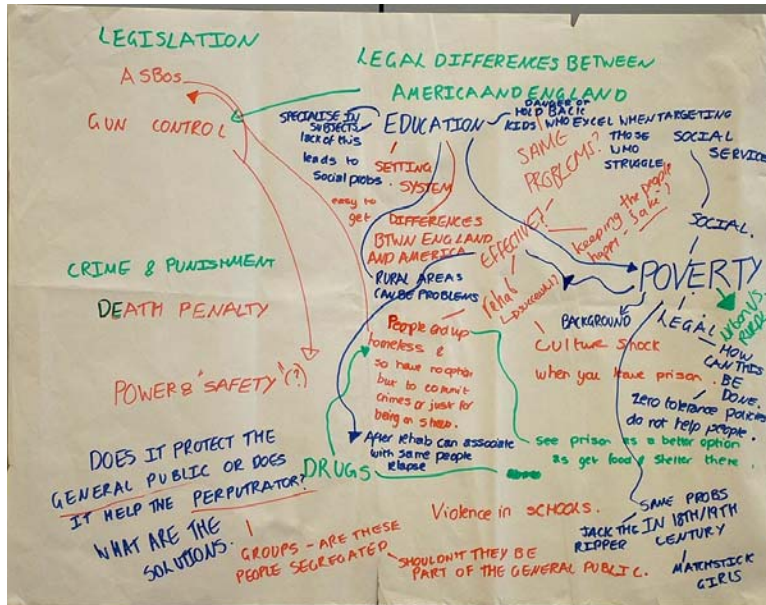 LEGISLATION
ASBOs
GUN CONTROL
CRIME & PUNISHMENT
DEATH PENALTY
POWER & "SAFETY"(?)
DOES IT PROTECT THE
GENERAL PUBLIC OR DOES
IT HELP THE PERPUTRATOR?
WHAT ARE THE
SOLUTIONS.
GROUPS - ARE THESE
PEOPLE SEGREGATED
SHOULDN'T THEY BE
PART OF THE GENERAL PUBLIC.
LEGAL DIFFERENCES BETWEEN
AMERICA AND ENGLAND
SPECIALISE IN
SUBJECTS
lack of this
leads to
Social probs.
EDUCATION
DANGER OF
HOLD BACK
KIDS WHO EXCEL WHEN TARGETING
THOSE
WHO
STRUGGLE
SETTING
SYSTEM
easy to
get
DIFFERENCES
BTWN ENGLAND
AND AMERICA
RURAL AREAS
CAN BE PROBLEMS
SAME
PROBLEMS?
EFFECTIVE?
keeping the people
happy - safe?
rehab
People end up
homeless &
so have no option
but to commit
crimes or just for
being on streets.
After rehab can associate
with same people
relapse
DRUGS
SOCIAL
SERVICE
SOCIAL.
POVERTY
BACKGROUND
LEGAL
URBAN VS.
RURAL
HOW
CAN THIS
BE
DONE.
zero tolerance policies
do not help people.
Culture shock
when you leave prison.
see prison as a better option
as get food & shelter there.
Violence in SCHOOLS.
SAME PROBS
IN 18TH/19TH
CENTURY
JACK THE
RIPPER
MATCHSTICK
GIRLS